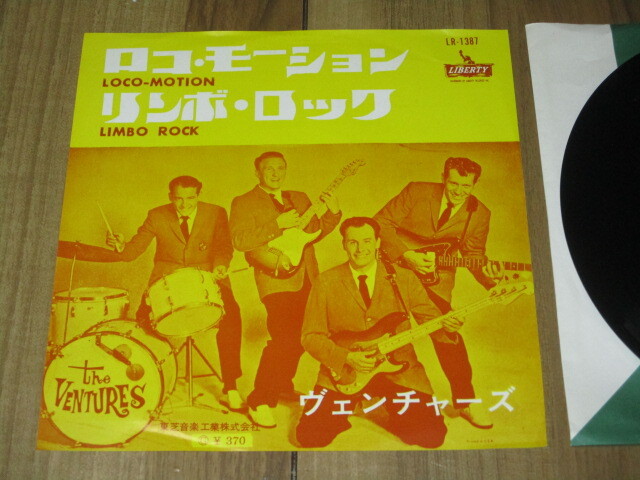 ロコ・モーション
LOCO-MOTION
リンボ・ロック
LIMBO ROCK
LR-1387
LIBERTY
the
VENTURES
ヴェンチャーズ
東芝音楽工業株式会社
¥370